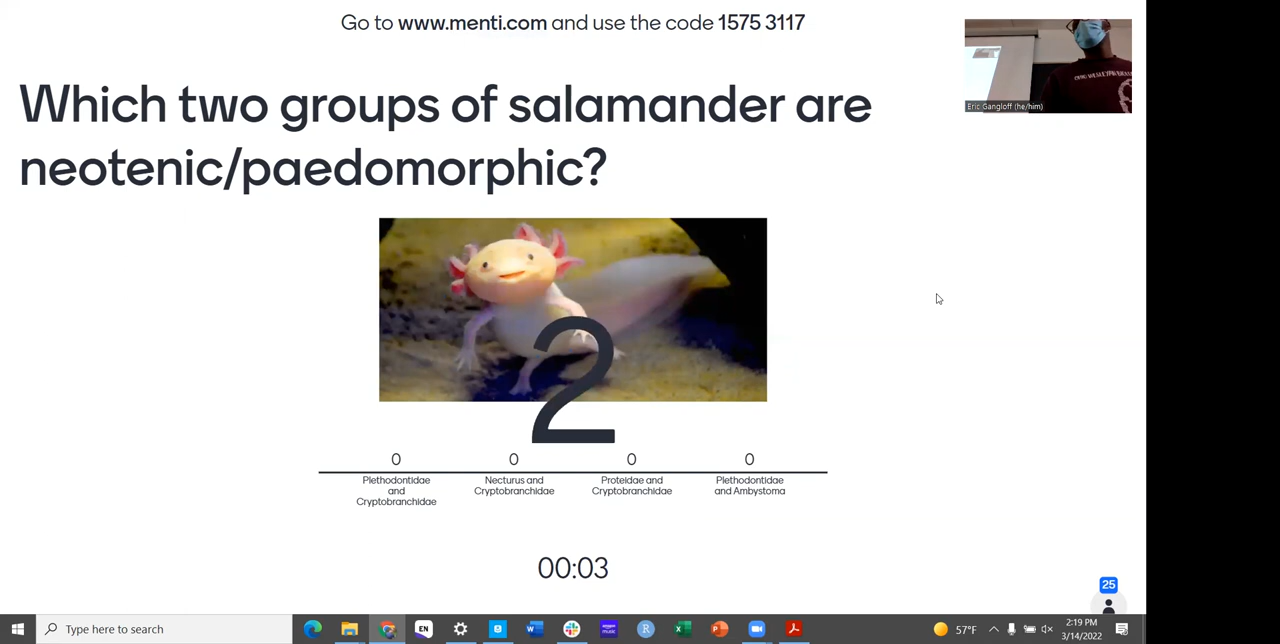 Go to www.menti.com and use the code 1575 3117
Which two groups of salamander are
neotenic/paedomorphic?
Eric Gangloff (he/him)
2
0
0
0
0
Plethodontidae
and
Cryptobranchidae
Necturus and
Cryptobranchidae
Proteidae and
Cryptobranchidae
Plethodontidae
and Ambystoma
00:03
25
Type here to search
EN
57°F
2:19 PM
3/14/2022